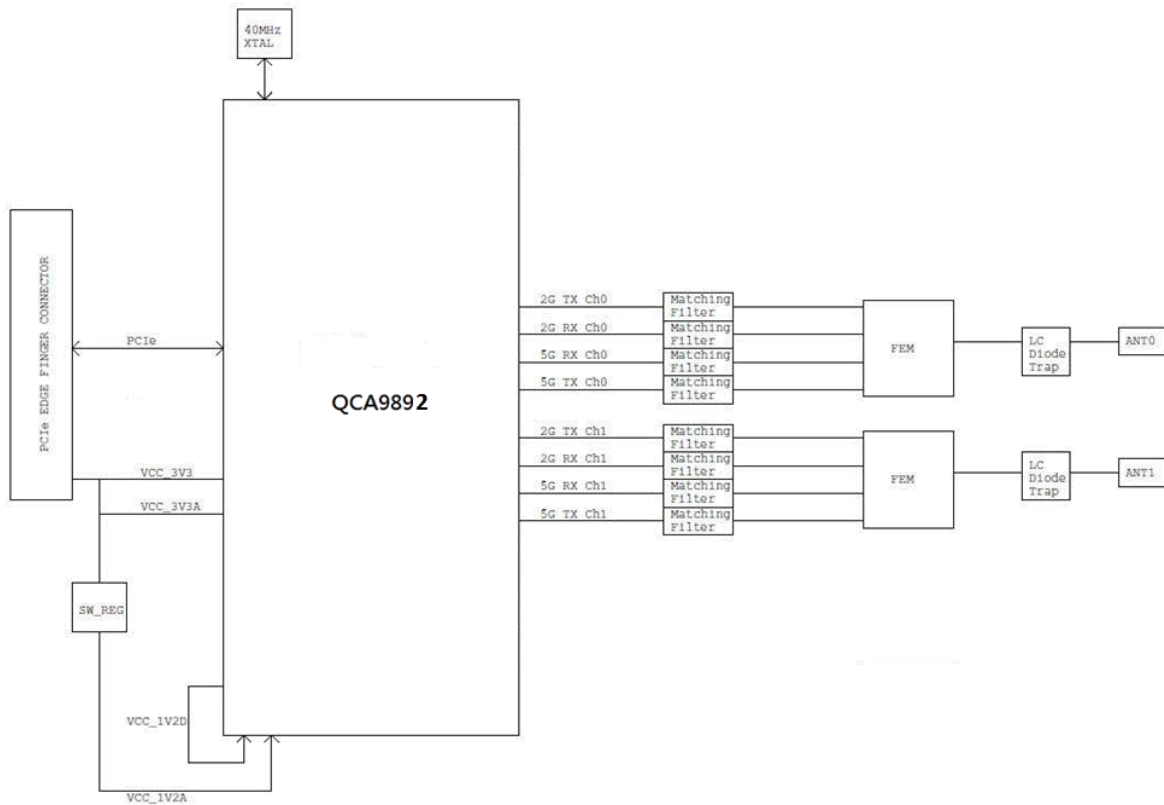 40MHz
XTAL
PCIe EDGE FINGER CONNECTOR
PCIe
QCA9892
VCC_3V3
VCC_3V3A
SW_REG
VCC_1V2D
VCC_1V2A
2G TX Ch0
Matching
Filter
2G RX Ch0
Matching
Filter
5G RX Ch0
Matching
Filter
5G TX Ch0
Matching
Filter
FEM
LC
Diode
Trap
ANT0
2G TX Ch1
Matching
Filter
2G RX Ch1
Matching
Filter
5G RX Ch1
Matching
Filter
5G TX Ch1
Matching
Filter
FEM
LC
Diode
Trap
ANT1